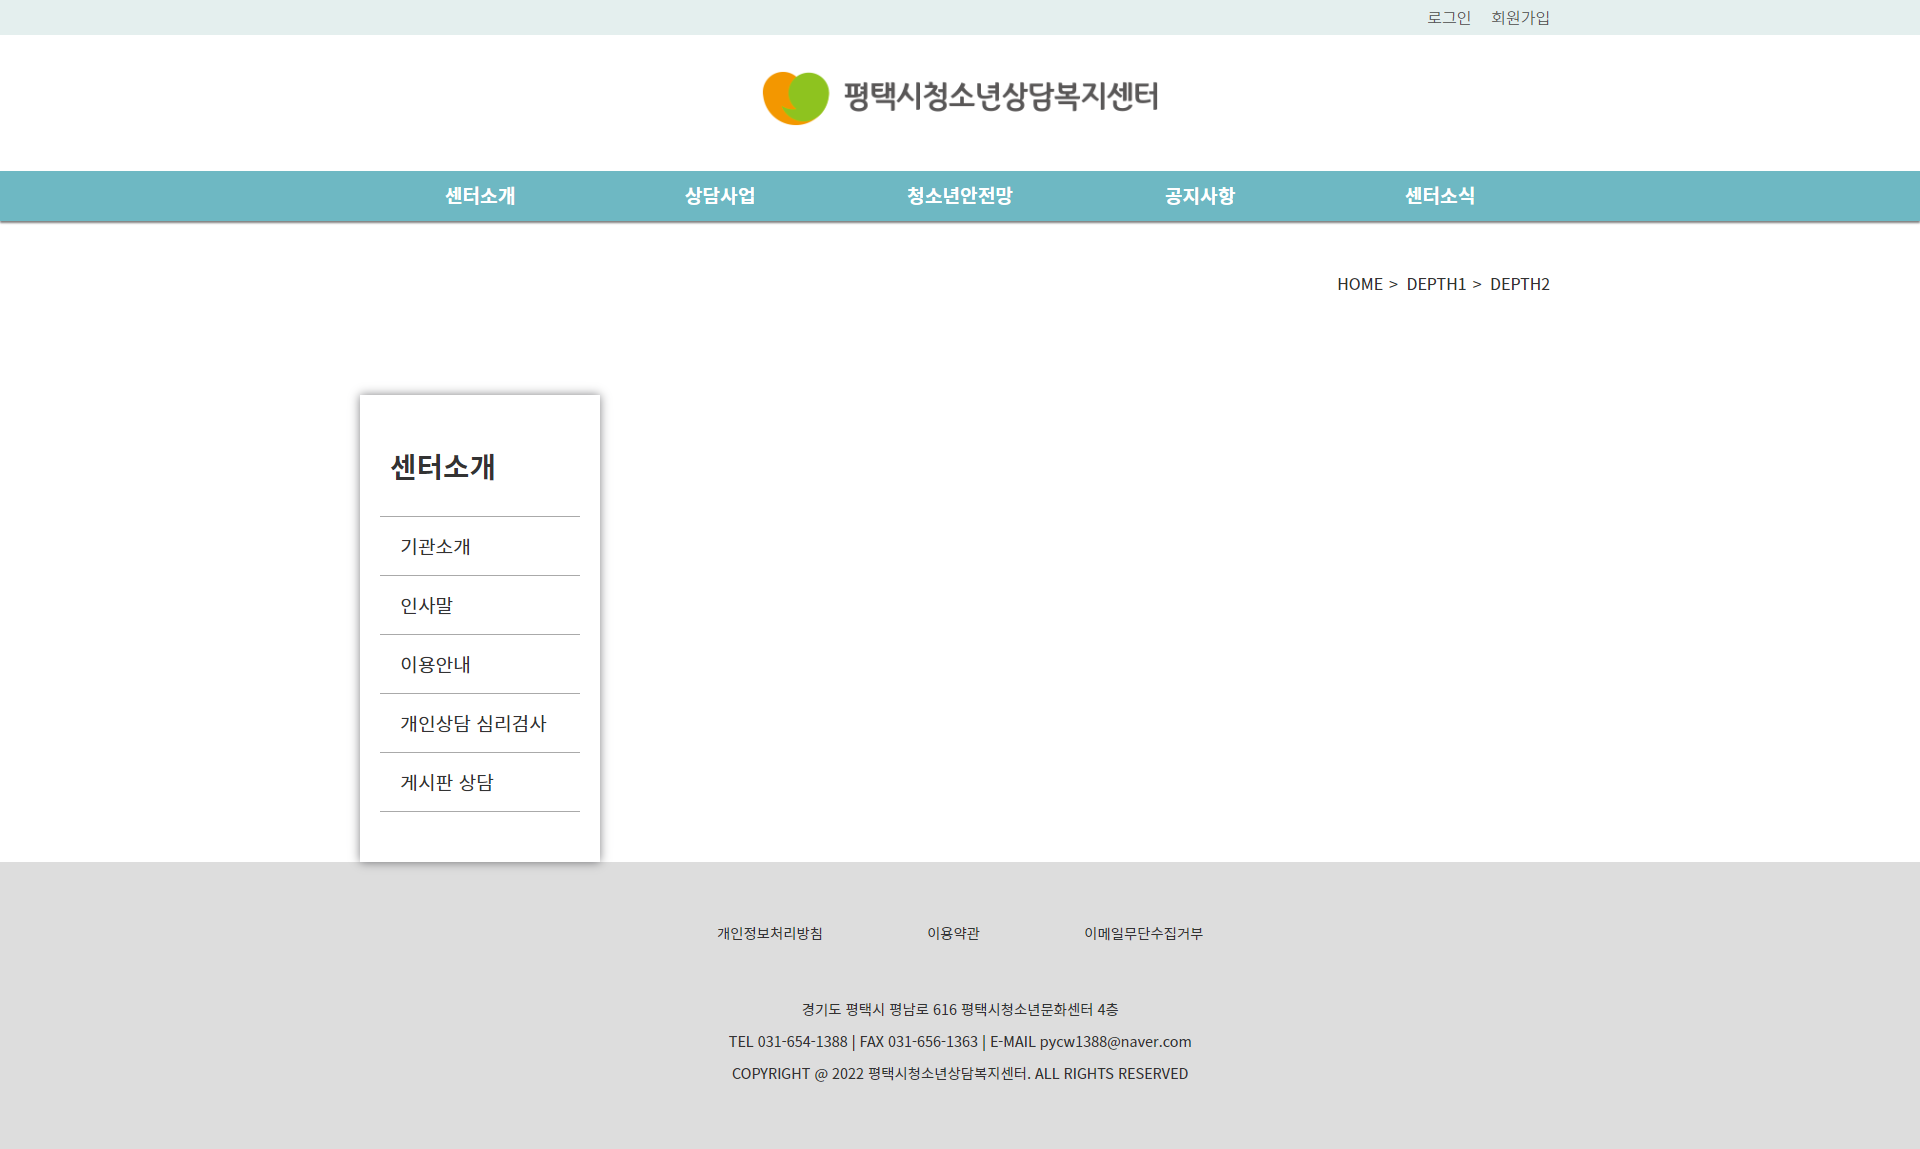 로그인 회원가입
평택시청소년상담복지센터
센터소개 상담사업 청소년안전망 공지사항 센터소식
HOME > DEPTH1 > DEPTH2
센터소개
기관소개
인사말
이용안내
개인상담 심리검사
게시판 상담
개인정보처리방침 이용약관 이메일무단수집거부
경기도 평택시 평남로 616 평택시청소년문화센터 4층
TEL 031-654-1388 | FAX 031-656-1363 | E-MAIL pycw1388@naver.com
COPYRIGHT @ 2022 평택시청소년상담복지센터. ALL RIGHTS RESERVED